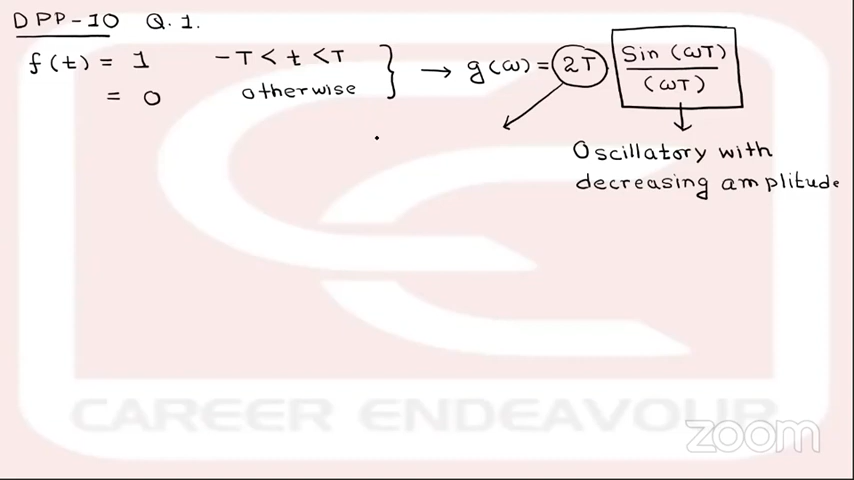 DPP-10 Q.1.
f(t) = 1 -T < t < T } → g(ω) = 2T Sin (ωT) / (ωT)
= 0 otherwise
Oscillatory with
decreasing amplitude
CAREER ENDEAVOUR
zoom